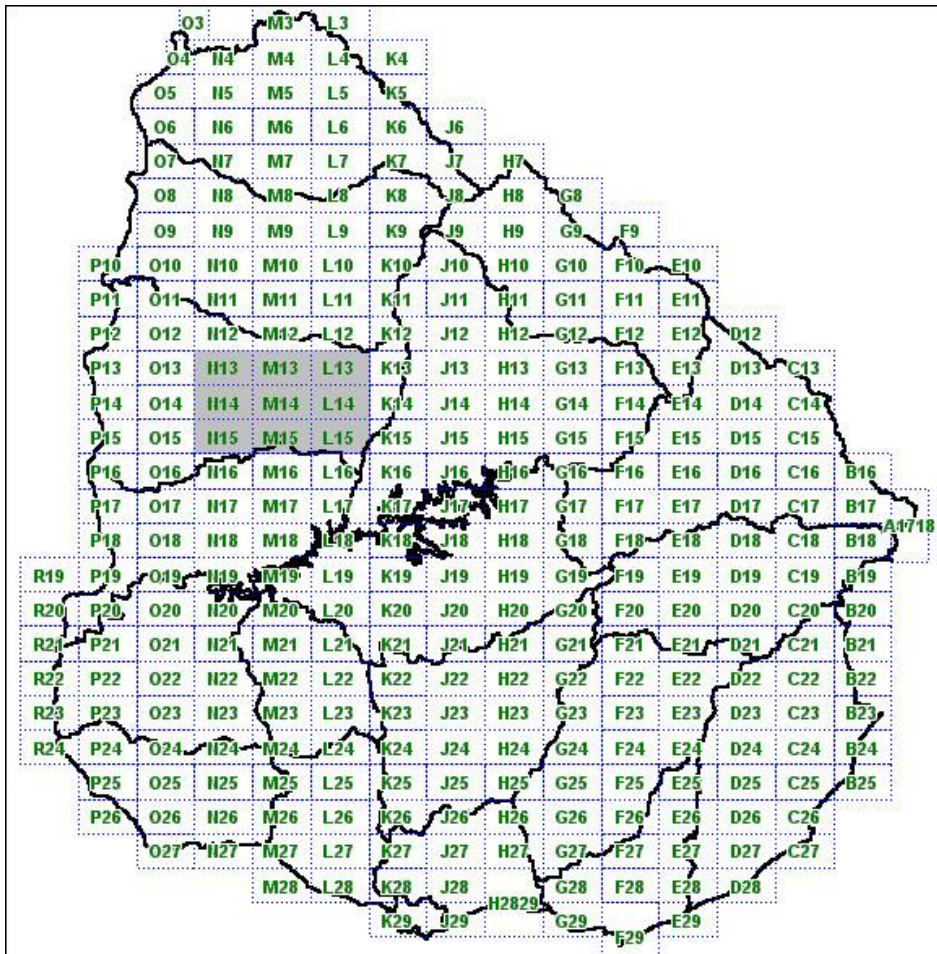 O3 M3 L3
O4 N4 M4 L4 K4
O5 N5 M5 L5 K5
O6 N6 M6 L6 K6 J6
O7 N7 M7 L7 K7 J7 H7
O8 N8 M8 L8 K8 J8 H8 G8
O9 N9 M9 L9 K9 J9 H9 G9 F9
P10 O10 N10 M10 L10 K10 J10 H10 G10 F10 E10
P11 O11 N11 M11 L11 K11 J11 H11 G11 F11 E11
P12 O12 N12 M12 L12 K12 J12 H12 G12 F12 E12 D12
P13 O13 N13 M13 L13 K13 J13 H13 G13 F13 E13 D13 C13
P14 O14 N14 M14 L14 K14 J14 H14 G14 F14 E14 D14 C14
P15 O15 N15 M15 L15 K15 J15 H15 G15 F15 E15 D15 C15
P16 O16 N16 M16 L16 K16 J16 H16 G16 F16 E16 D16 C16 B16
P17 O17 N17 M17 L17 K17 J17 H17 G17 F17 E17 D17 C17 B17
A1718
P18 O18 N18 M18 L18 K18 J18 H18 G18 F18 E18 D18 C18 B18
R19 P19 O19 N19 M19 L19 K19 J19 H19 G19 F19 E19 D19 C19 B19
R20 P20 O20 N20 M20 L20 K20 J20 H20 G20 F20 E20 D20 C20 B20
R21 P21 O21 N21 M21 L21 K21 J21 H21 G21 F21 E21 D21 C21 B21
R22 P22 O22 N22 M22 L22 K22 J22 H22 G22 F22 E22 D22 C22 B22
R23 P23 O23 N23 M23 L23 K23 J23 H23 G23 F23 E23 D23 C23 B23
R24 P24 O24 N24 M24 L24 K24 J24 H24 G24 F24 E24 D24 C24 B24
P25 O25 N25 M25 L25 K25 J25 H25 G25 F25 E25 D25 C25 B25
P26 O26 N26 M26 L26 K26 J26 H26 G26 F26 E26 D26 C26
O27 N27 M27 L27 K27 J27 H27 G27 F27 E27 D27 C27
M28 L28 K28 J28 G28 F28 E28 D28
H2829
K29 J29 G29 F29 E29